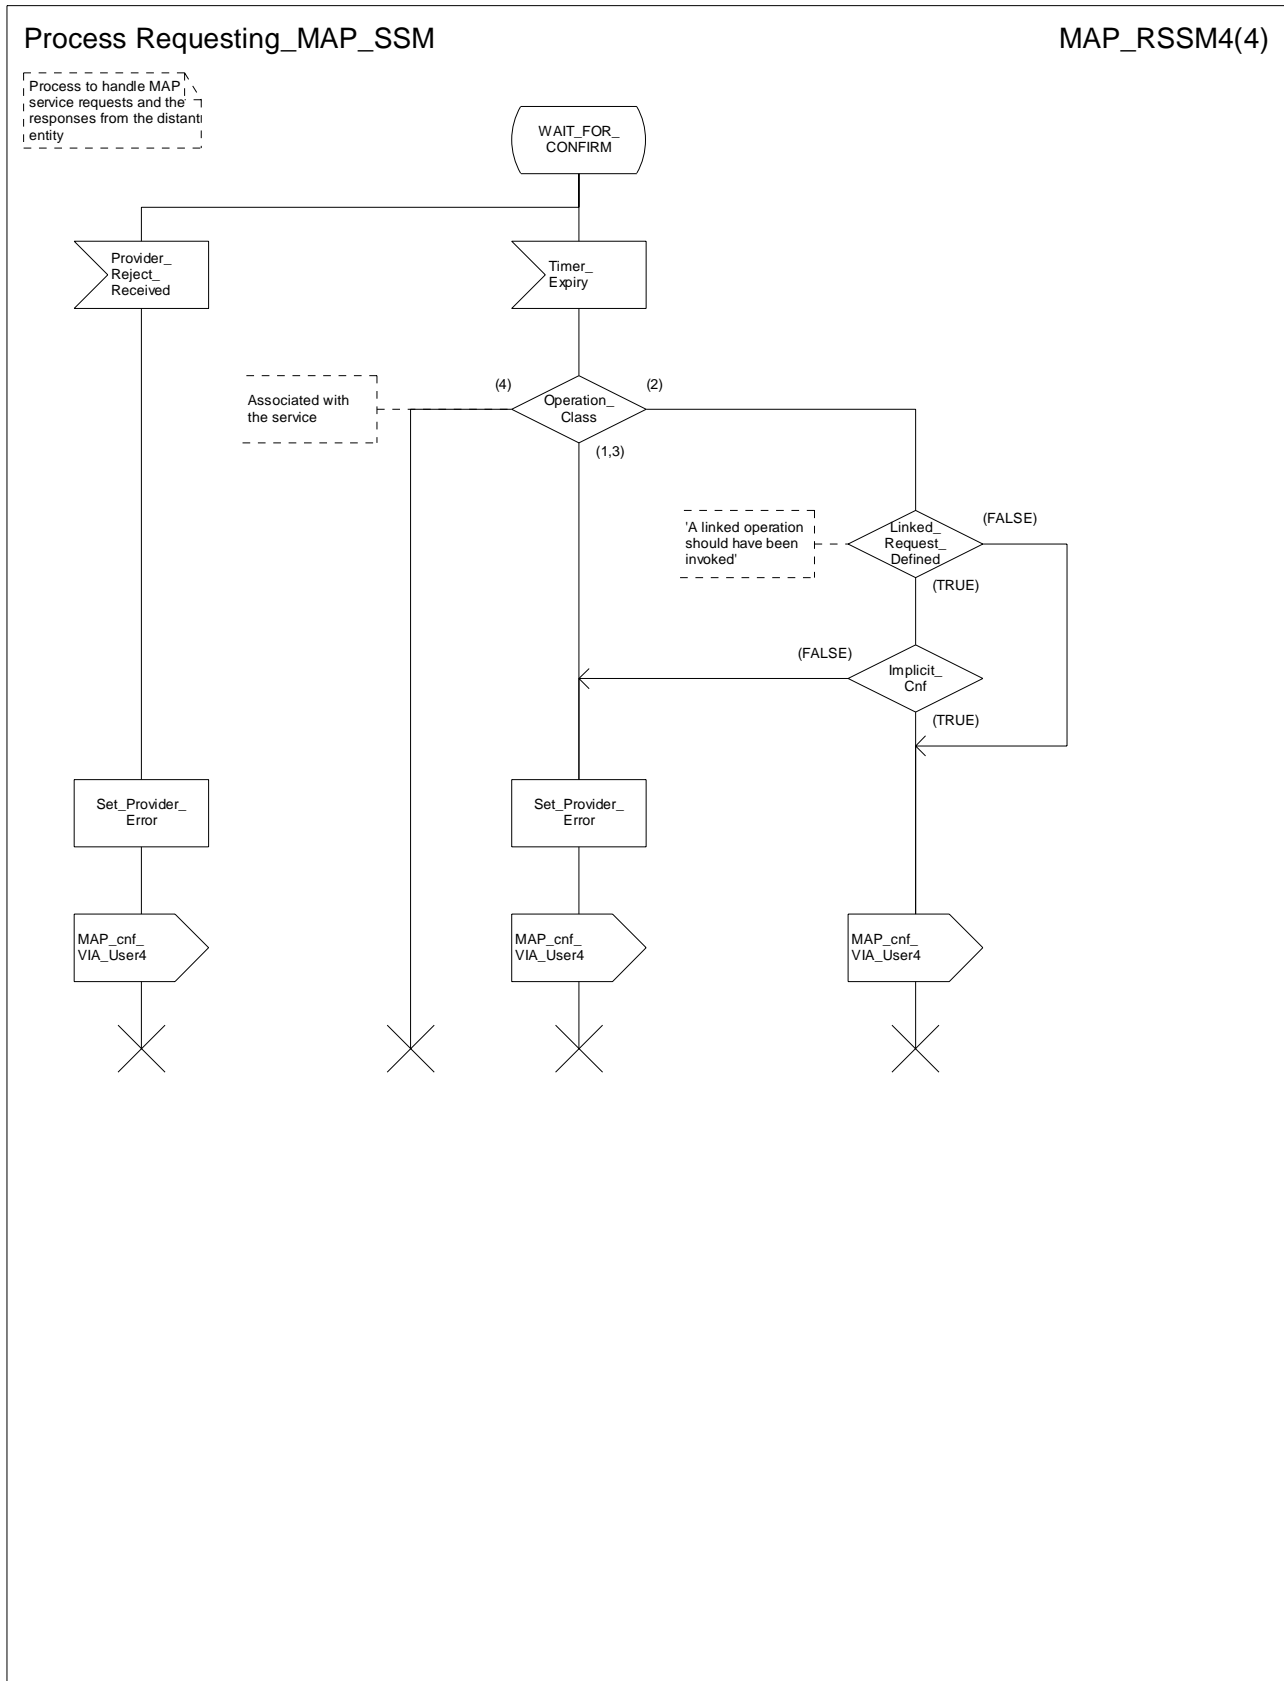 Process Requesting_MAP_SSM
MAP_RSSM4(4)
Process to handle MAP
service requests and the
responses from the distant
entity
WAIT_FOR_
CONFIRM
Provider_
Reject_
Received
Timer_
Expiry
Associated with
the service
(4)
Operation_
Class
(2)
(1,3)
'A linked operation
should have been
invoked'
Linked_
Request_
Defined
(FALSE)
(TRUE)
(FALSE)
Implicit_
Cnf
(TRUE)
Set_Provider_
Error
Set_Provider_
Error
MAP_cnf_
VIA_User4
MAP_cnf_
VIA_User4
MAP_cnf_
VIA_User4